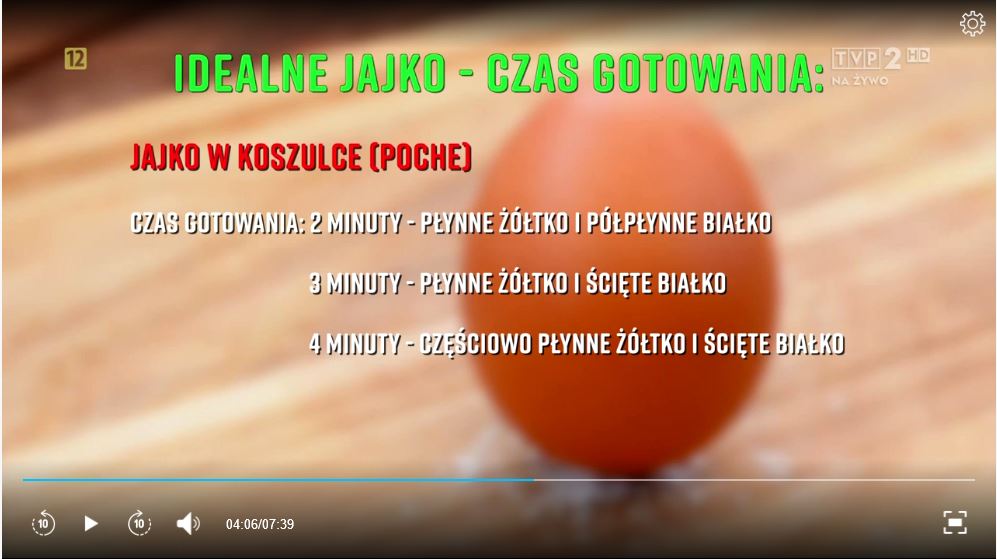 12
IDEALNE JAJKO - CZAS GOTOWANIA:
TVP 2 HD
NA ŻYWO
JAJKO W KOSZULCE (POCHE)
CZAS GOTOWANIA: 2 MINUTY - PŁYNNE ŻÓŁTKO I PÓŁPŁYNNE BIAŁKO
3 MINUTY - PŁYNNE ŻÓŁTKO I ŚCIĘTE BIAŁKO
4 MINUTY - CZĘŚCIOWO PŁYNNE ŻÓŁTKO I ŚCIĘTE BIAŁKO
10 10 04:06/07:39